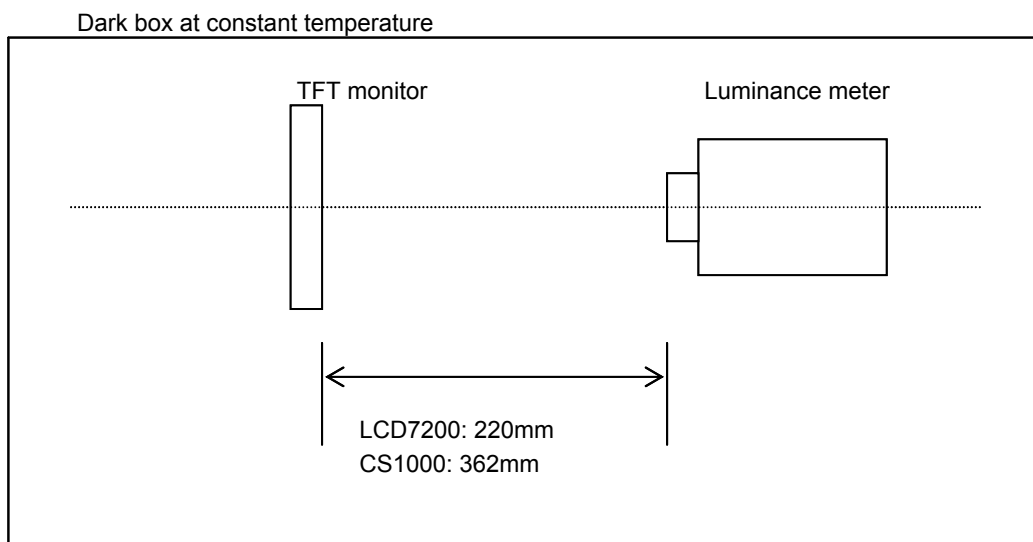 Dark box at constant temperature
TFT monitor
Luminance meter
LCD7200: 220mm
CS1000: 362mm